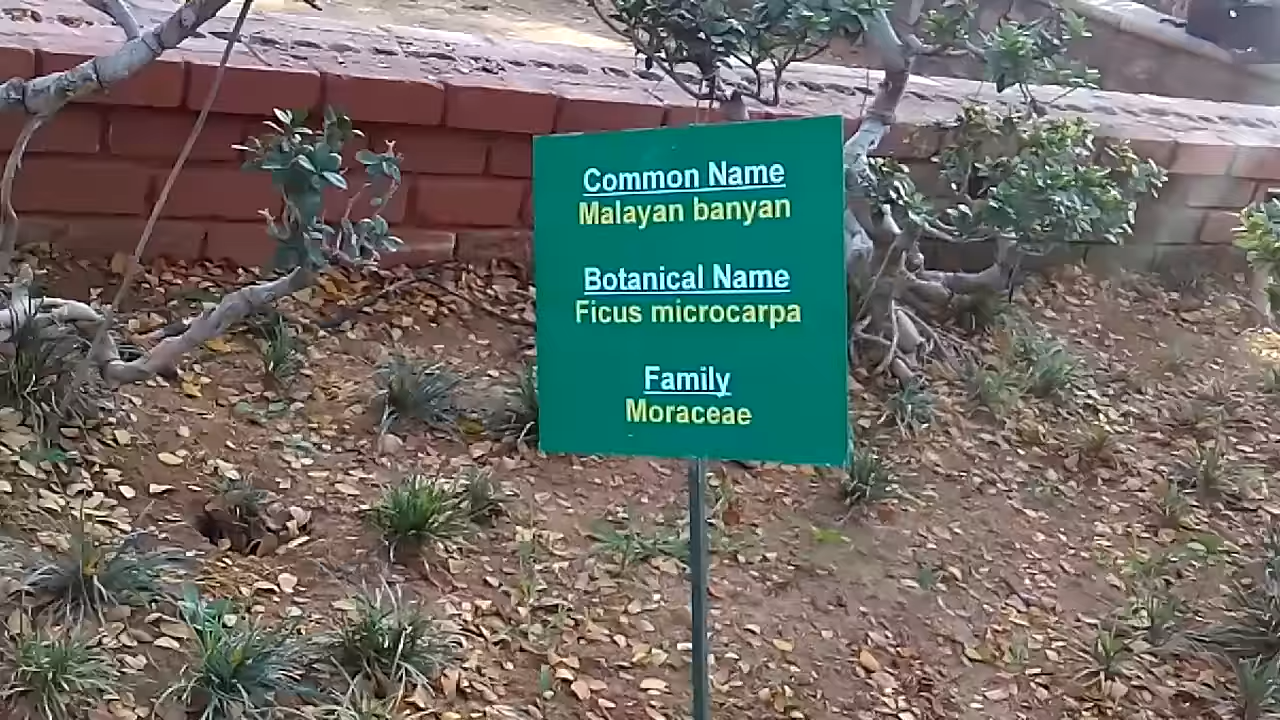 Common Name
Malayan banyan
Botanical Name
Ficus microcarpa
Family
Moraceae